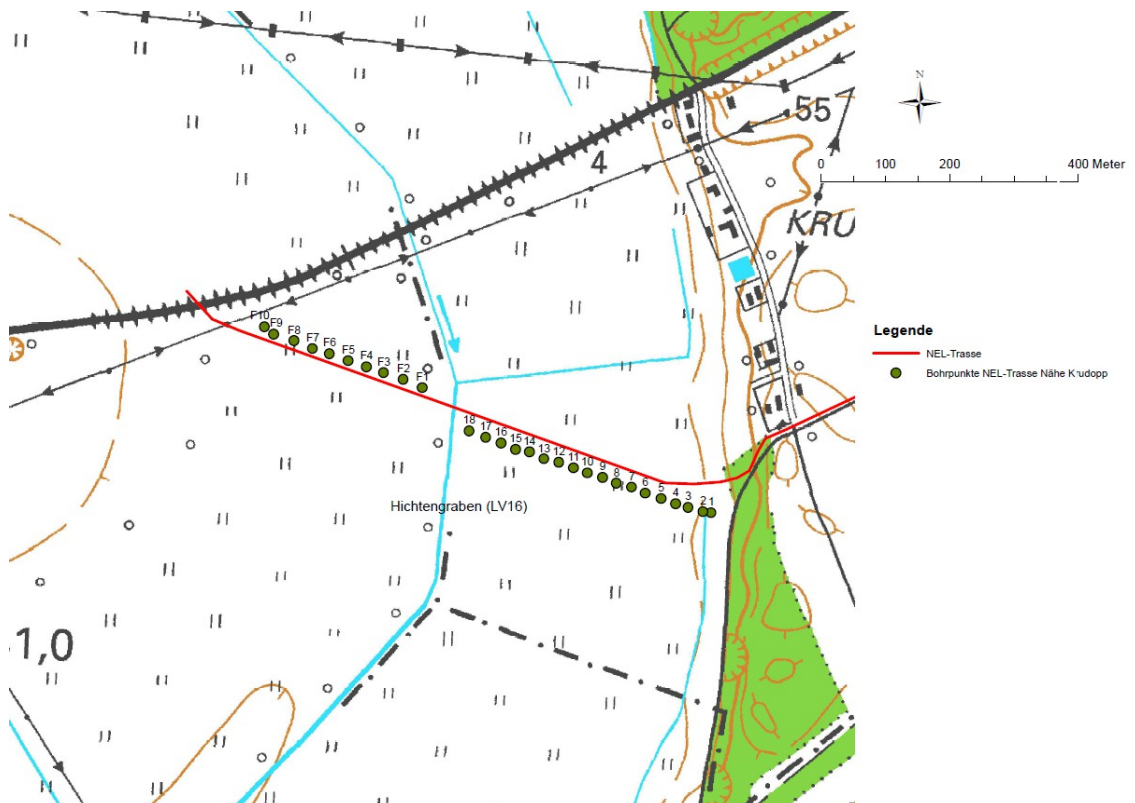 N
55
4
0 100 200 400 Meter
KRU
Legende
NEL-Trasse
Bohrpunkte NEL-Trasse Nähe Krudopp
F10
F9
F8
F7
F6
F5
F4
F3
F2
F1
18
17
16
15
14
13
12
11
10
9
8
7
6
5
4
3
2
1
Hichtengraben (LV16)
1,0